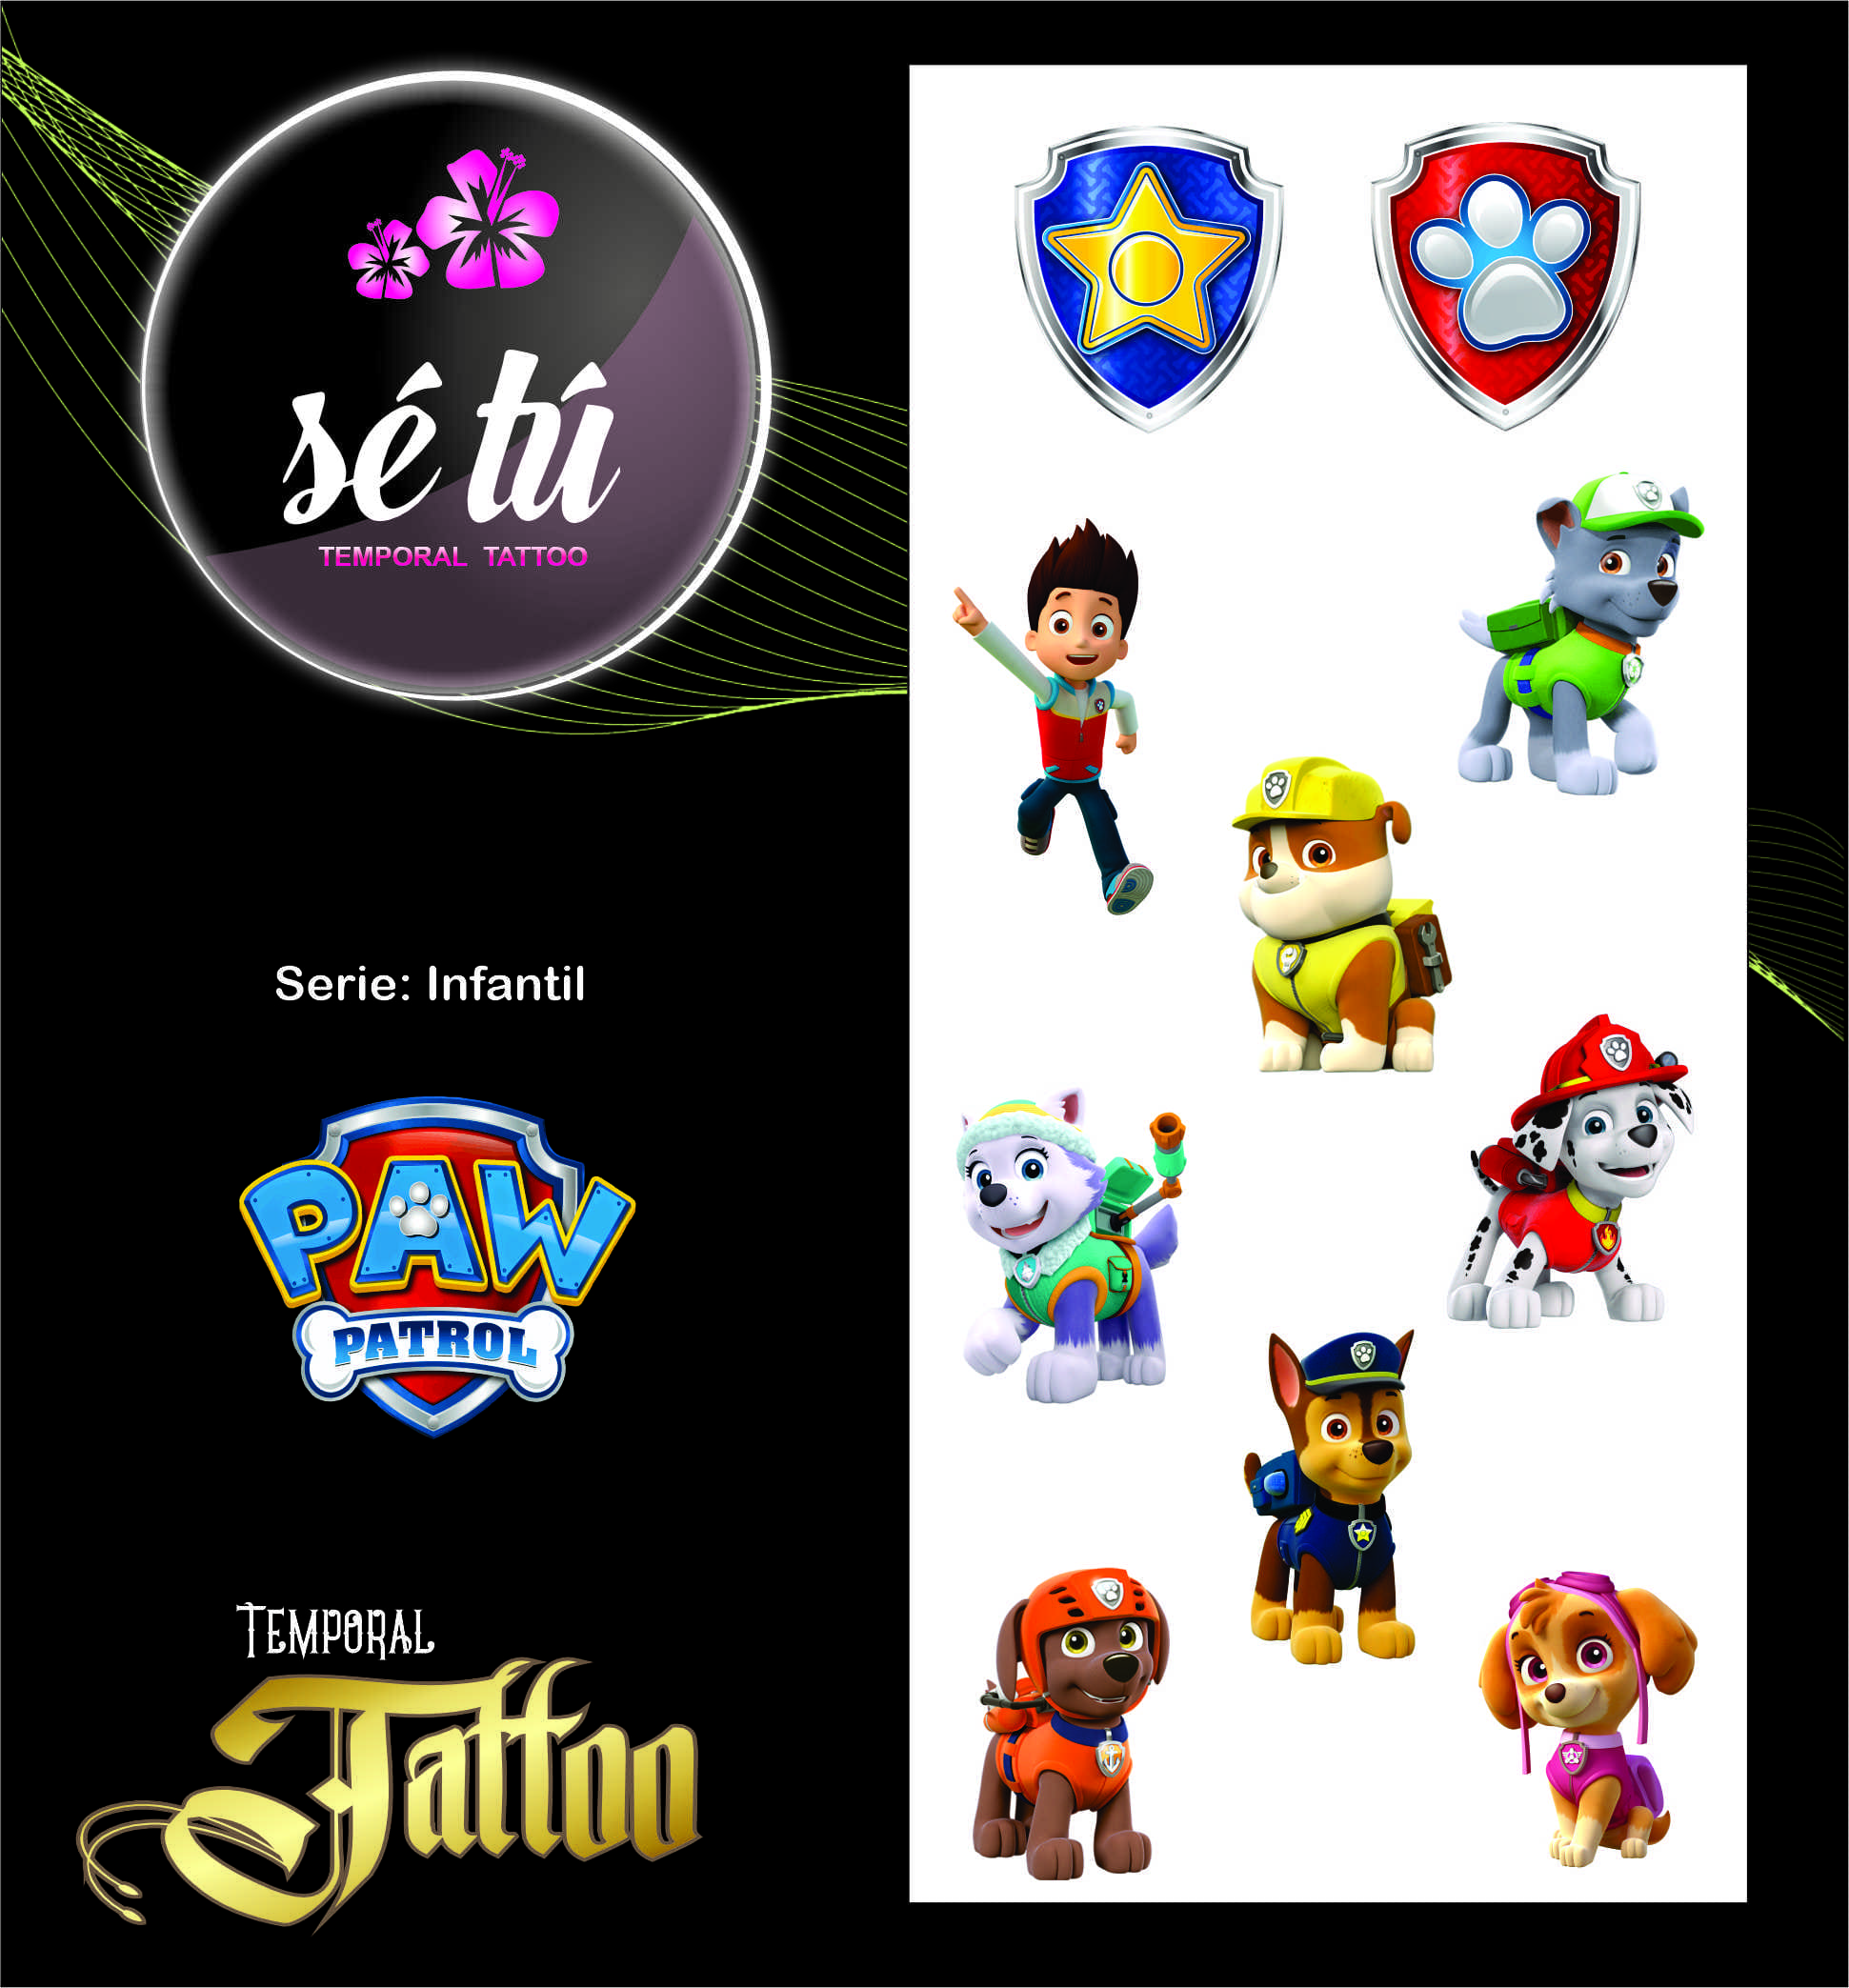 sé tú
TEMPORAL TATTOO
Serie: Infantil
PAW
PATROL
TEMPORAL
Tattoo